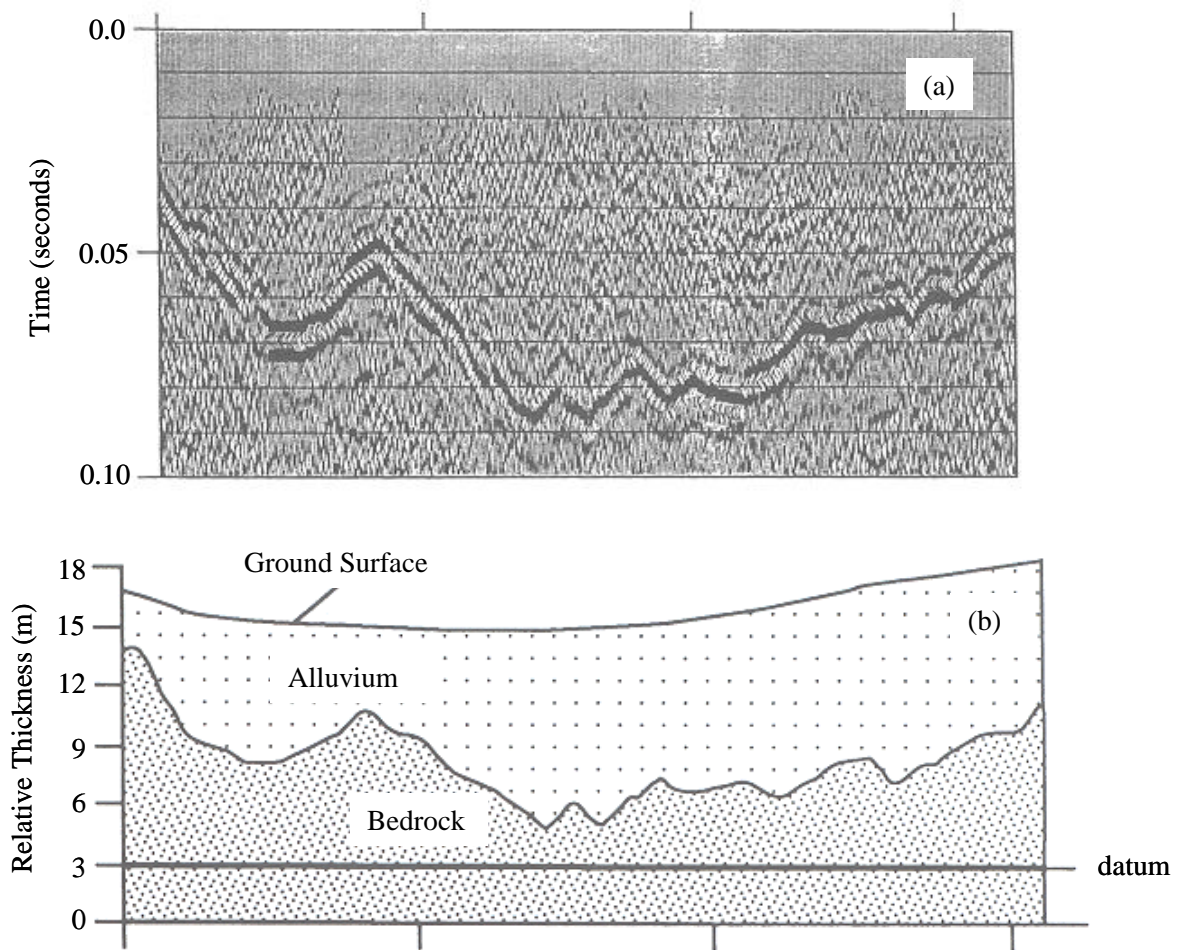 0.0
(a)
Time (seconds)
0.05
0.10
Ground Surface
18
Relative Thickness (m)
15
(b)
Alluvium
12
9
6
Bedrock
3
datum
0